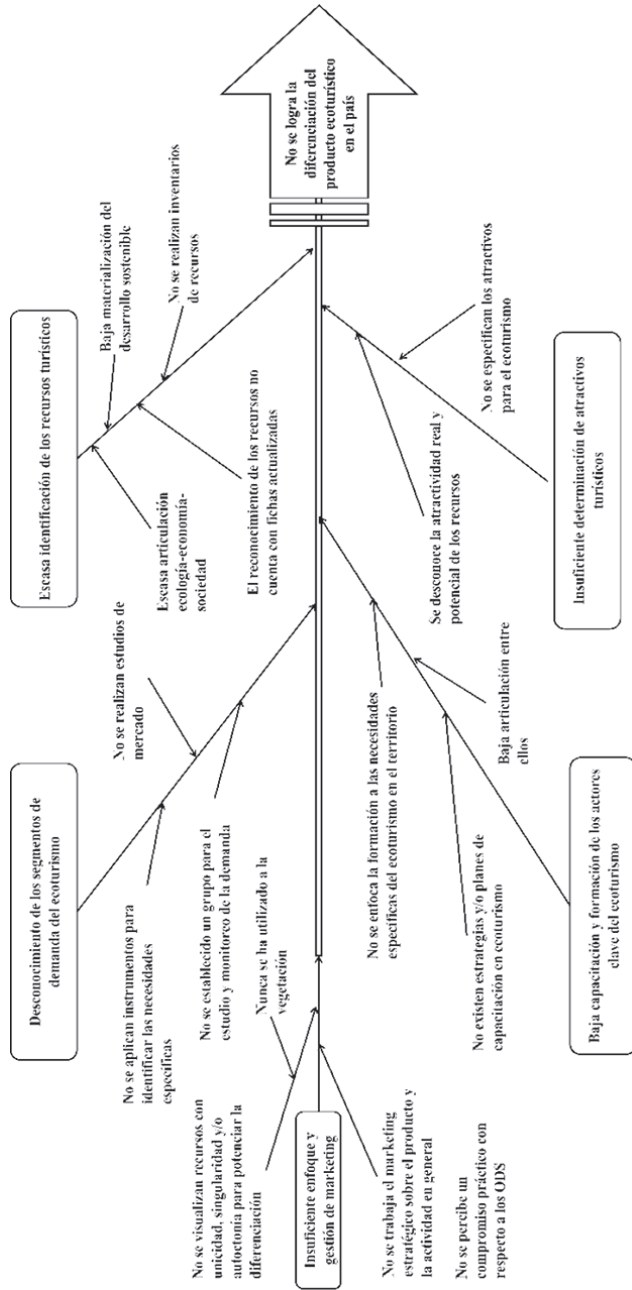 Escasa identificación de los recursos turísticos
Baja materialización del
desarrollo sostenible
No se realizan inventarios
de recursos
Escasa articulación
ecología-economía-
sociedad
El reconocimiento de los recursos no
cuenta con fichas actualizadas
Desconocimiento de los segmentos de
demanda del ecoturismo
No se realizan estudios de
mercado
No se aplican instrumentos para
identificar las necesidades
específicas
No se establecido un grupo para el
estudio y monitoreo de la demanda
Nunca se ha utilizado a la
vegetación
No se visualizan recursos con
unicidad, singularidad y/o
autoctonía para potenciar la
diferenciación
Insuficiente enfoque y
gestión de marketing
No se trabaja el marketing
estratégico sobre el producto y
la actividad en general
No se percibe un
compromiso práctico con
respecto a los ODS
No se enfoca la formación a las necesidades
específicas del ecoturismo en el territorio
Baja articulación entre
ellos
No existen estrategias y/o planes de
capacitación en ecoturismo
Baja capacitación y formación de los actores
clave del ecoturismo
Se desconoce la atractividad real y
potencial de los recursos
No se especifican los atractivos
para el ecoturismo
Insuficiente determinación de atractivos
turísticos
No se logra la
diferenciación del
producto ecoturístico
en el país